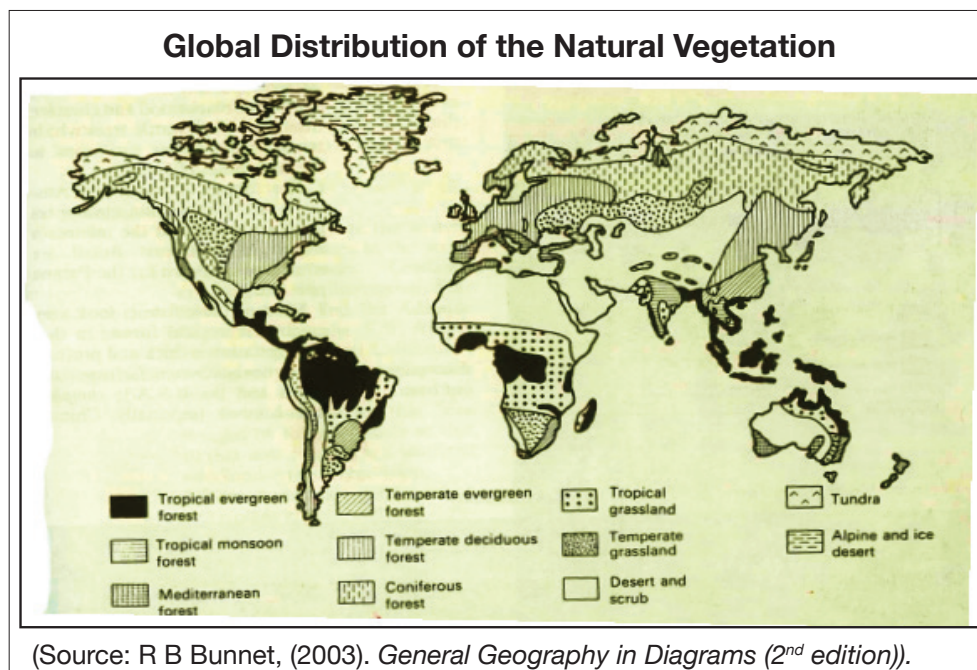 Global Distribution of the Natural Vegetation
Tropical evergreen
forest
Tropical monsoon
forest
Mediterranean
forest
Temperate evergreen
forest
Temperate deciduous
forest
Coniferous
forest
Tropical
grassland
Temperate
grassland
Desert and
scrub
Tundra
Alpine and ice
desert
(Source: R B Bunnet, (2003). General Geography in Diagrams (2nd edition)).